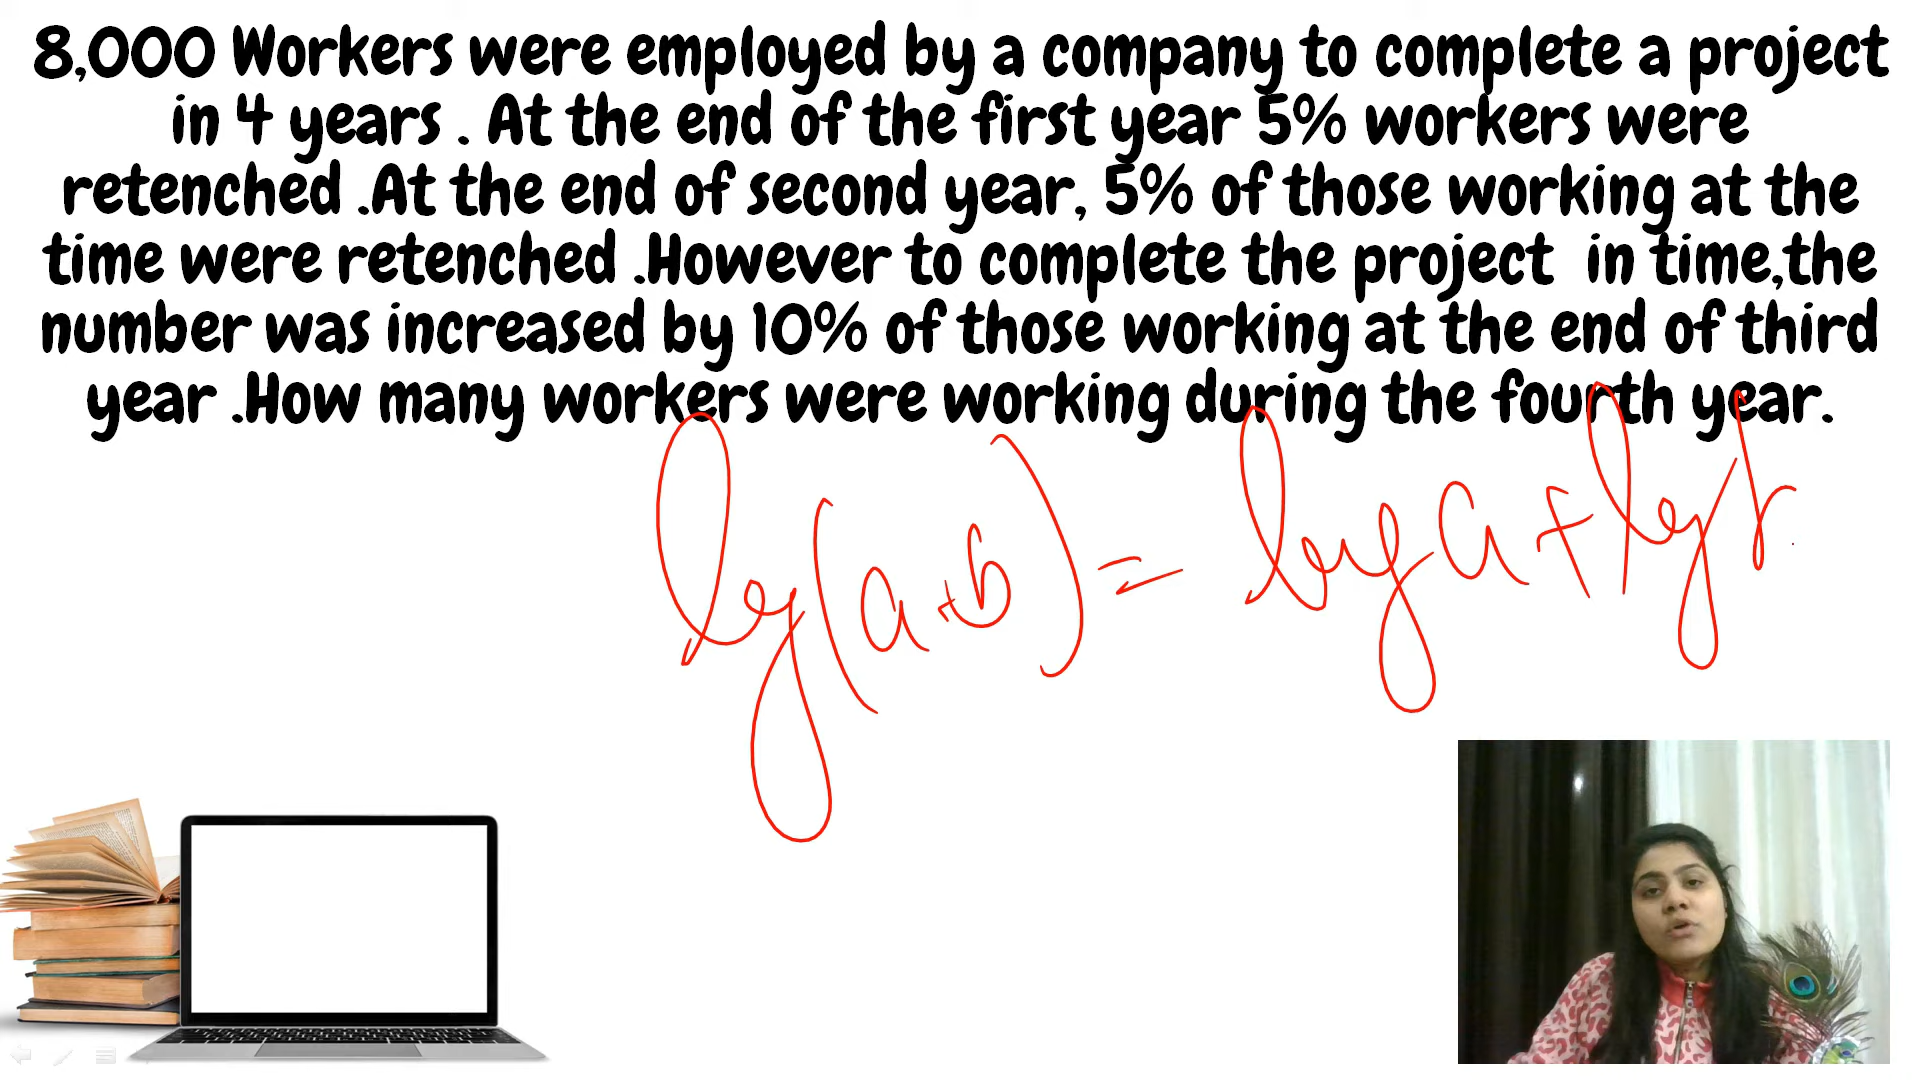 8,000 Workers were employed by a company to complete a project
in 4 years . At the end of the first year 5% workers were
retenched .At the end of second year, 5% of those working at the
time were retenched .However to complete the project in time,the
number was increased by 10% of those working at the end of third
year .How many workers were working during the fourth year.
log(a+b) = log a + log b